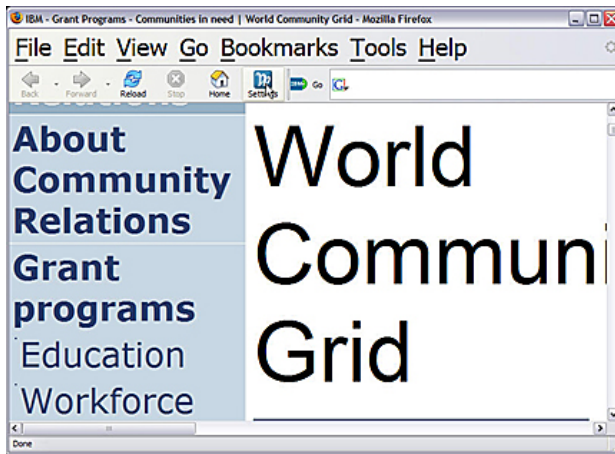 IBM - Grant Programs - Communities in need | World Community Grid - Mozilla Firefox
File Edit View Go Bookmarks Tools Help
Back Forward Reload Stop Home Settings Go G
Relations
About
Community
Relations
Grant
programs
Education
Workforce
World
Communi
Grid
Done